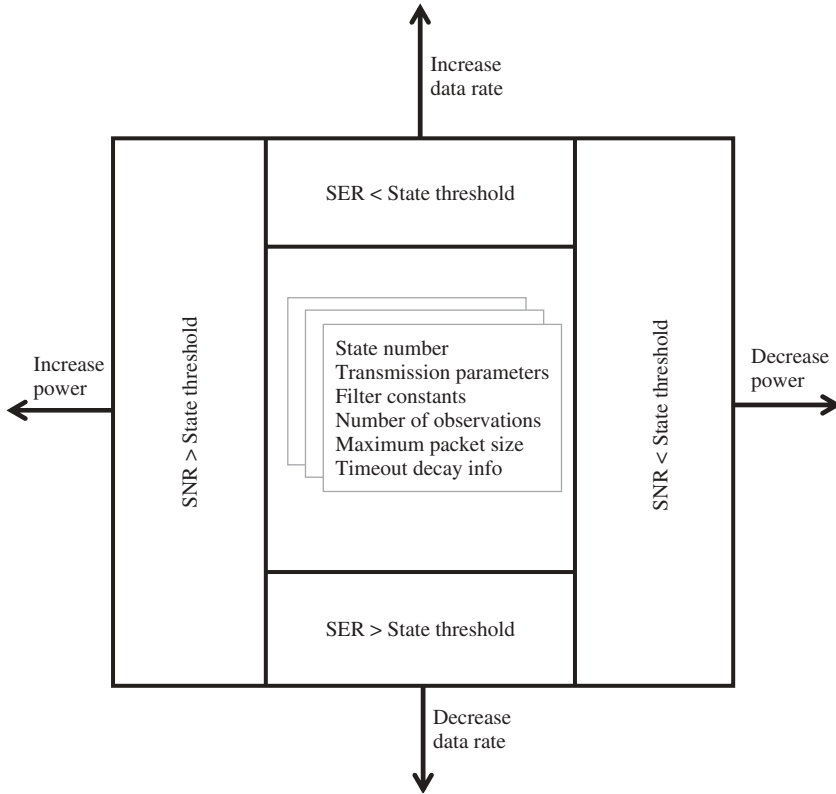 Increase
data rate
SER < State threshold
Increase
power
SNR > State threshold
State number
Transmission parameters
Filter constants
Number of observations
Maximum packet size
Timeout decay info
SNR < State threshold
Decrease
power
SER > State threshold
Decrease
data rate